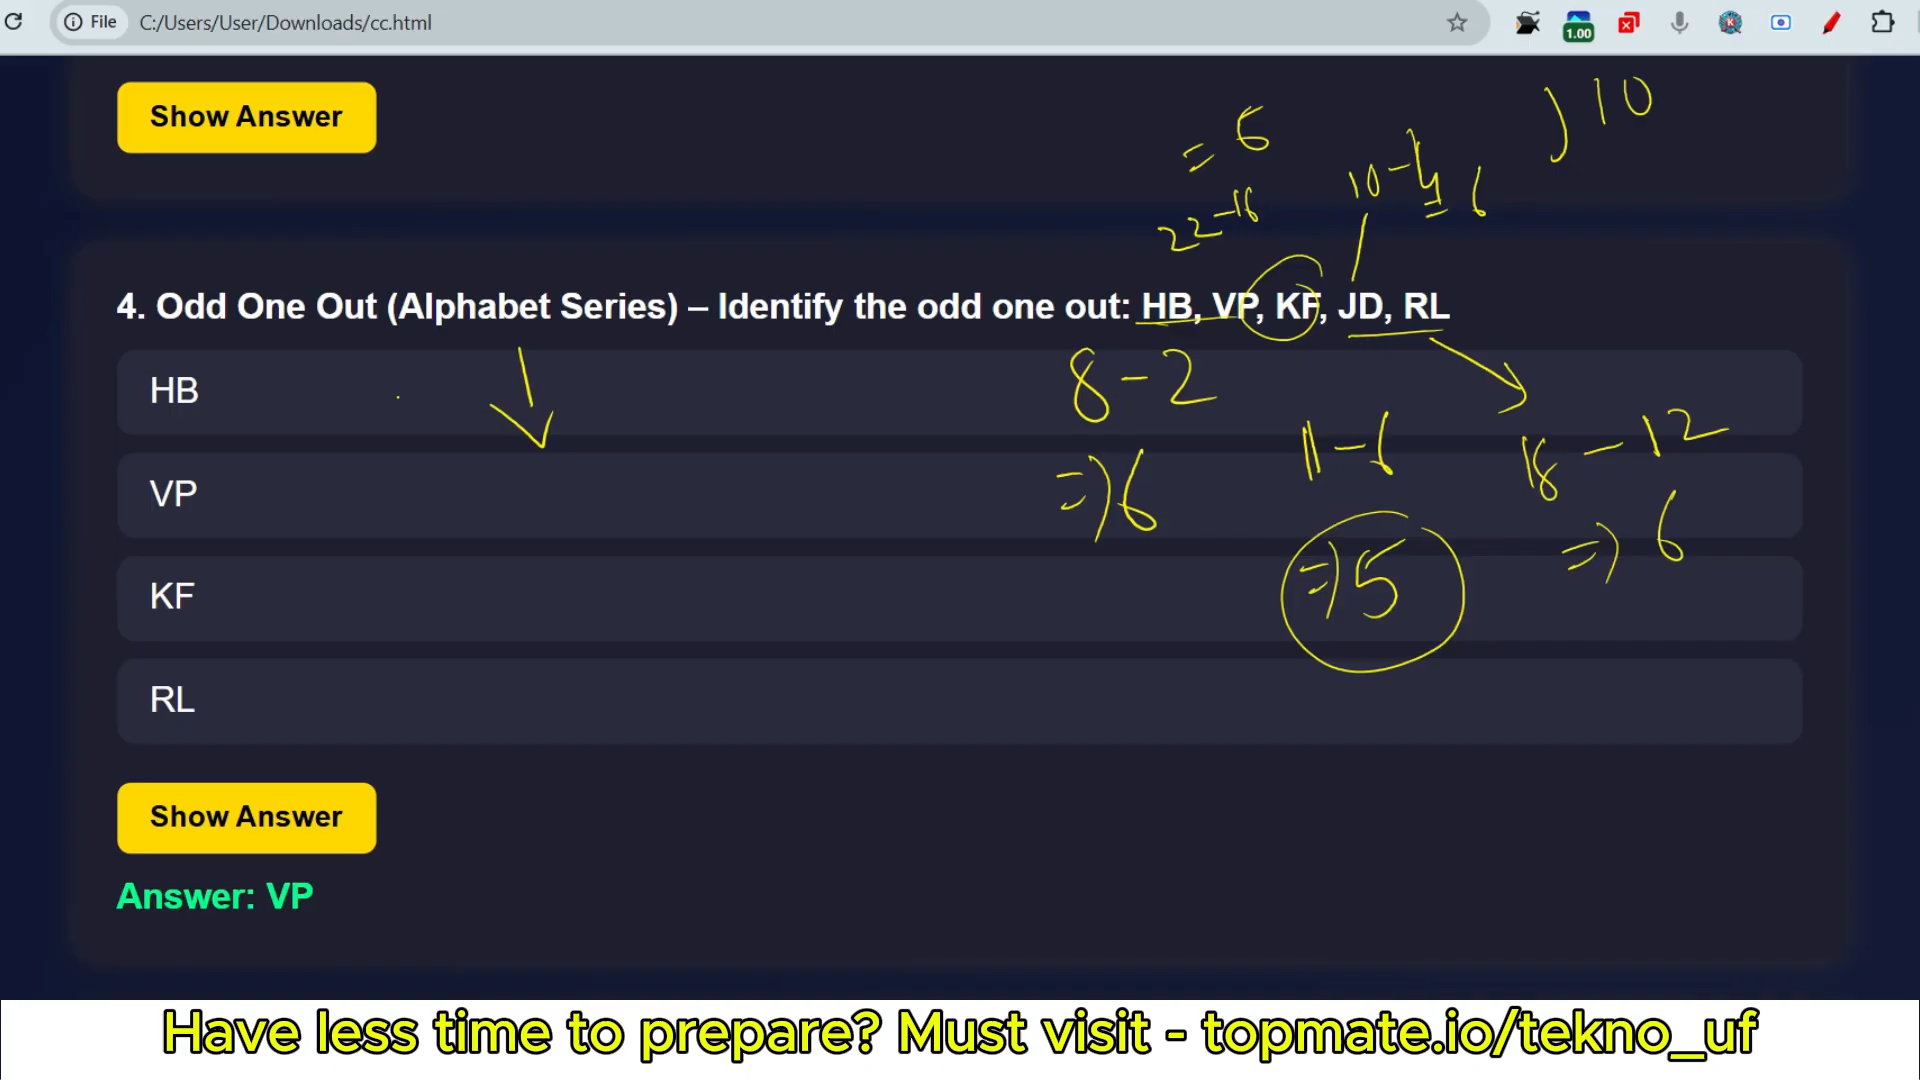 File C:/Users/User/Downloads/cc.html
1.00
Show Answer
= 6
10-4 6
J 10
22-16
4. Odd One Out (Alphabet Series) – Identify the odd one out: HB, VP, KF, JD, RL
HB
8-2
11-6
18-12
VP
⇒6
⇒5
⇒6
KF
RL
Show Answer
Answer: VP
Have less time to prepare? Must visit - topmate.io/tekno_uf